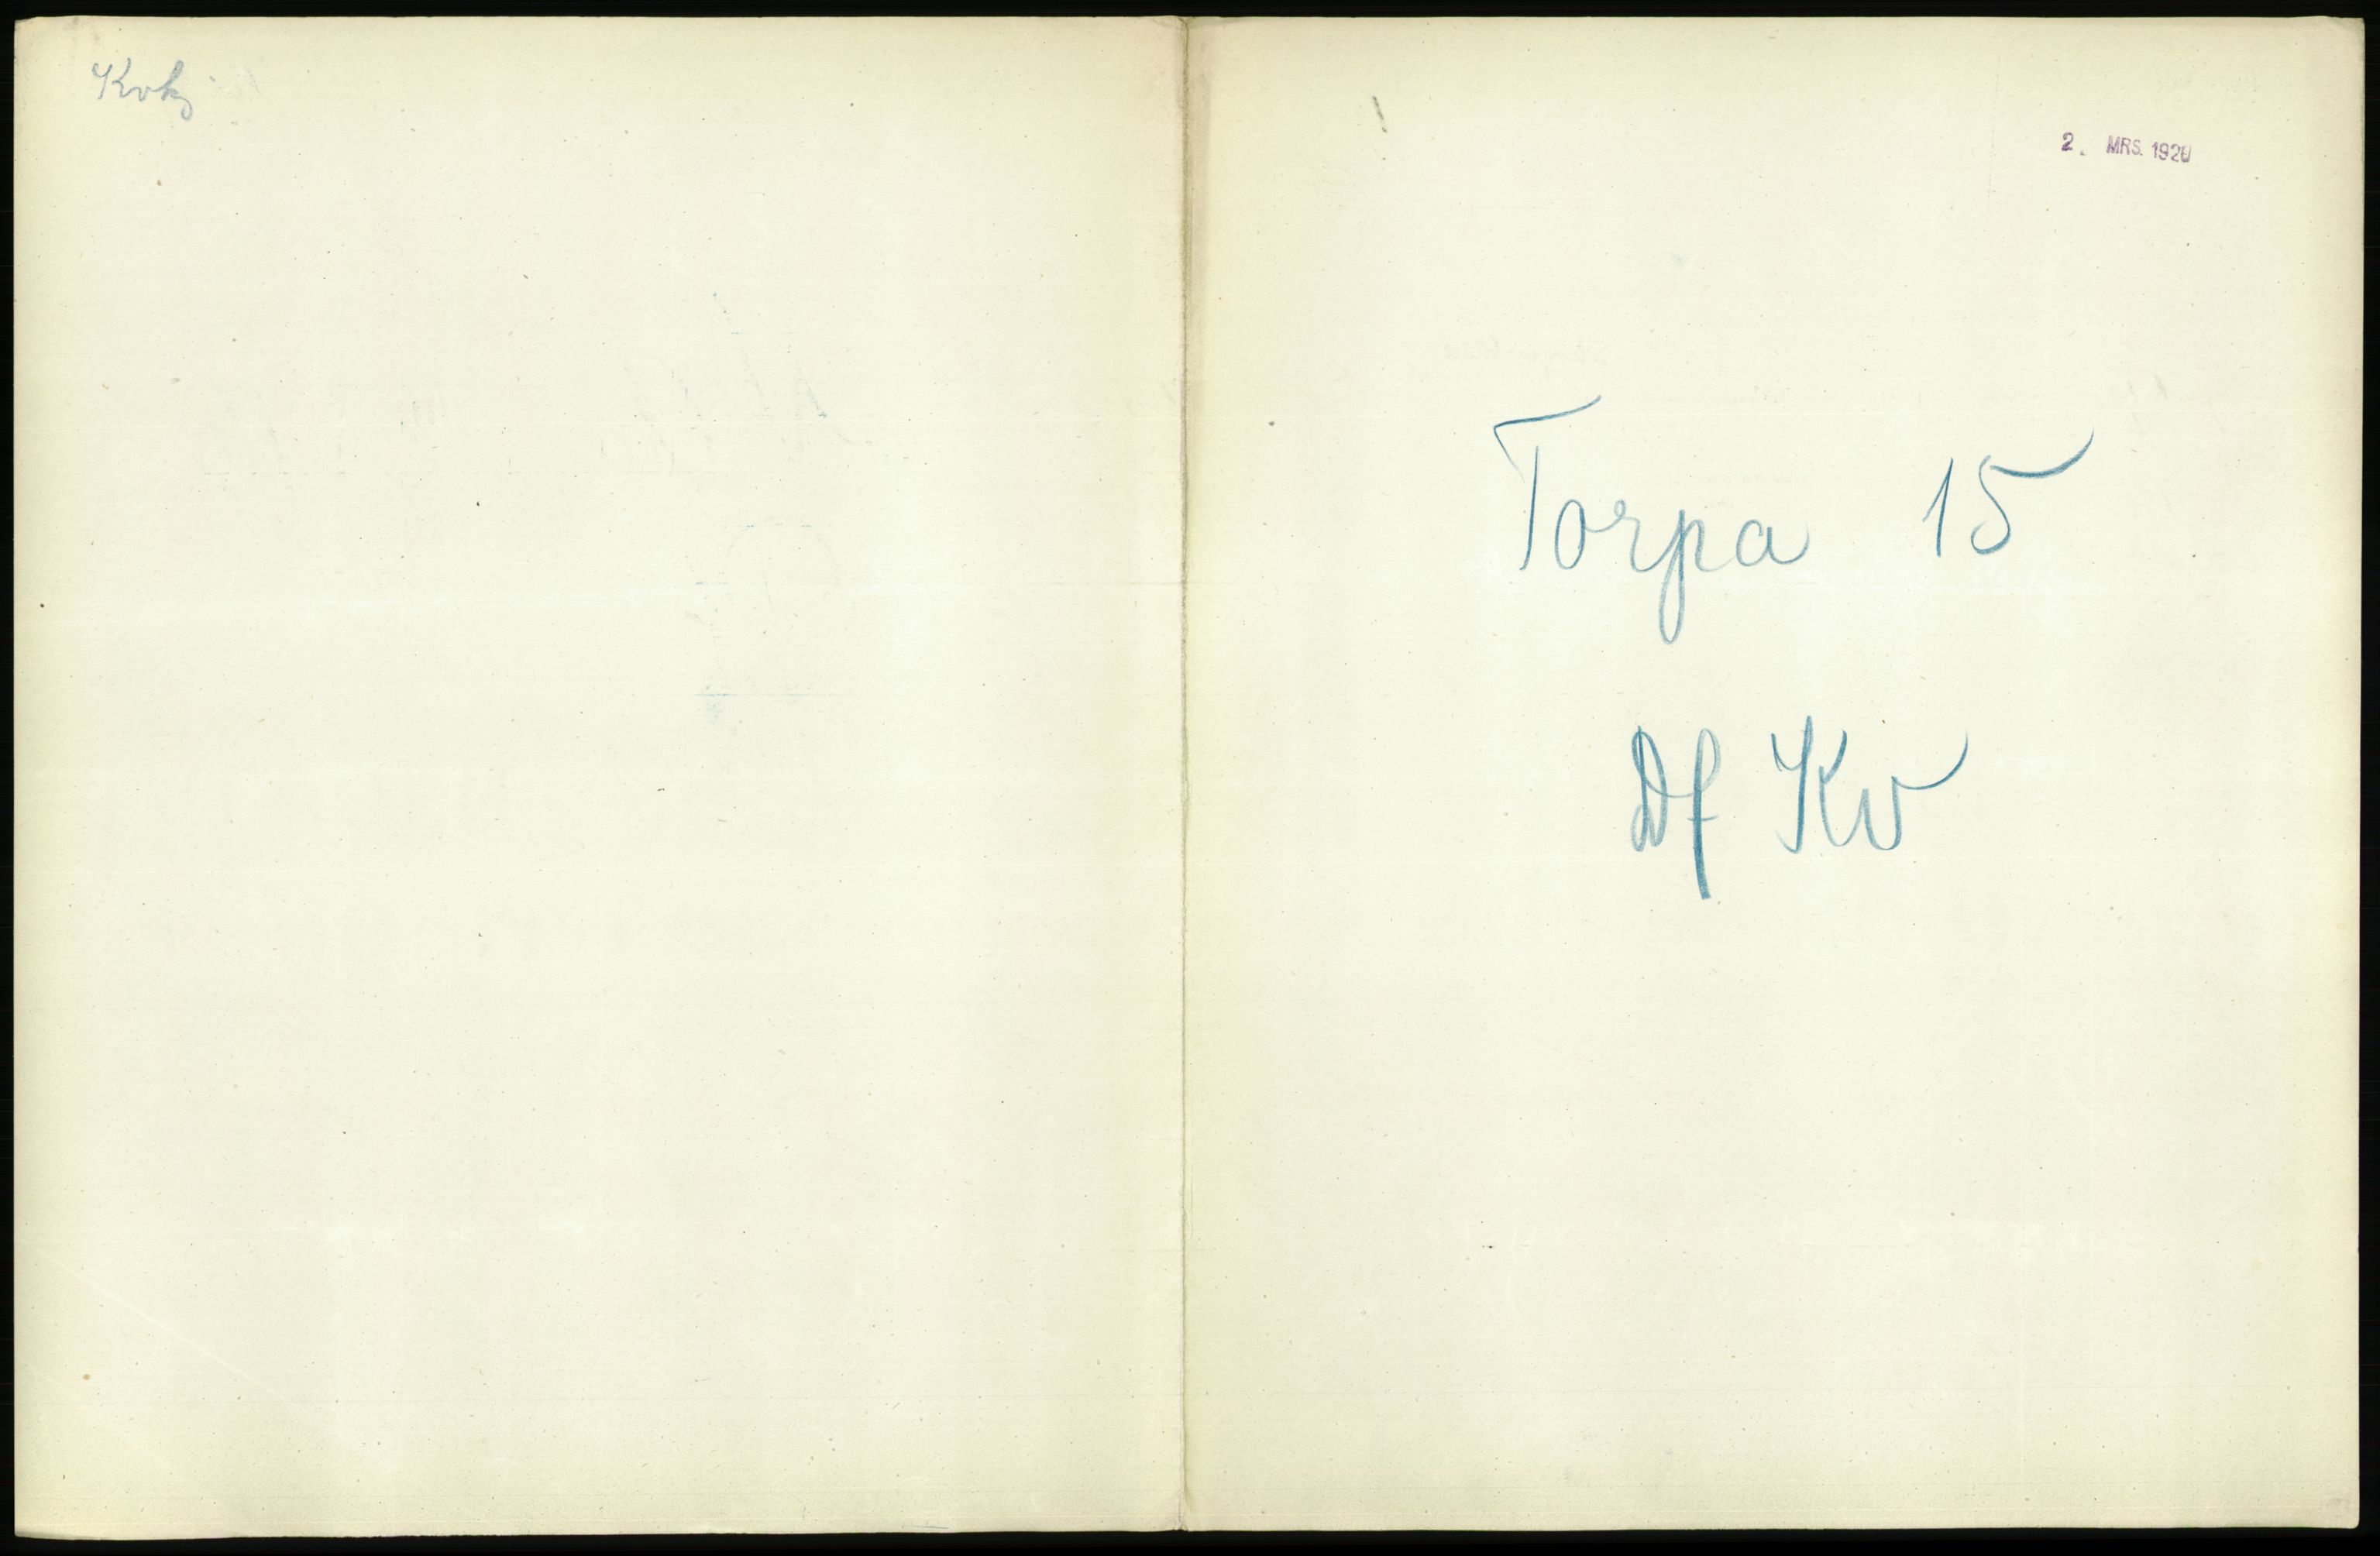 2. MRS. 1920
Torpa 15
Df Kv